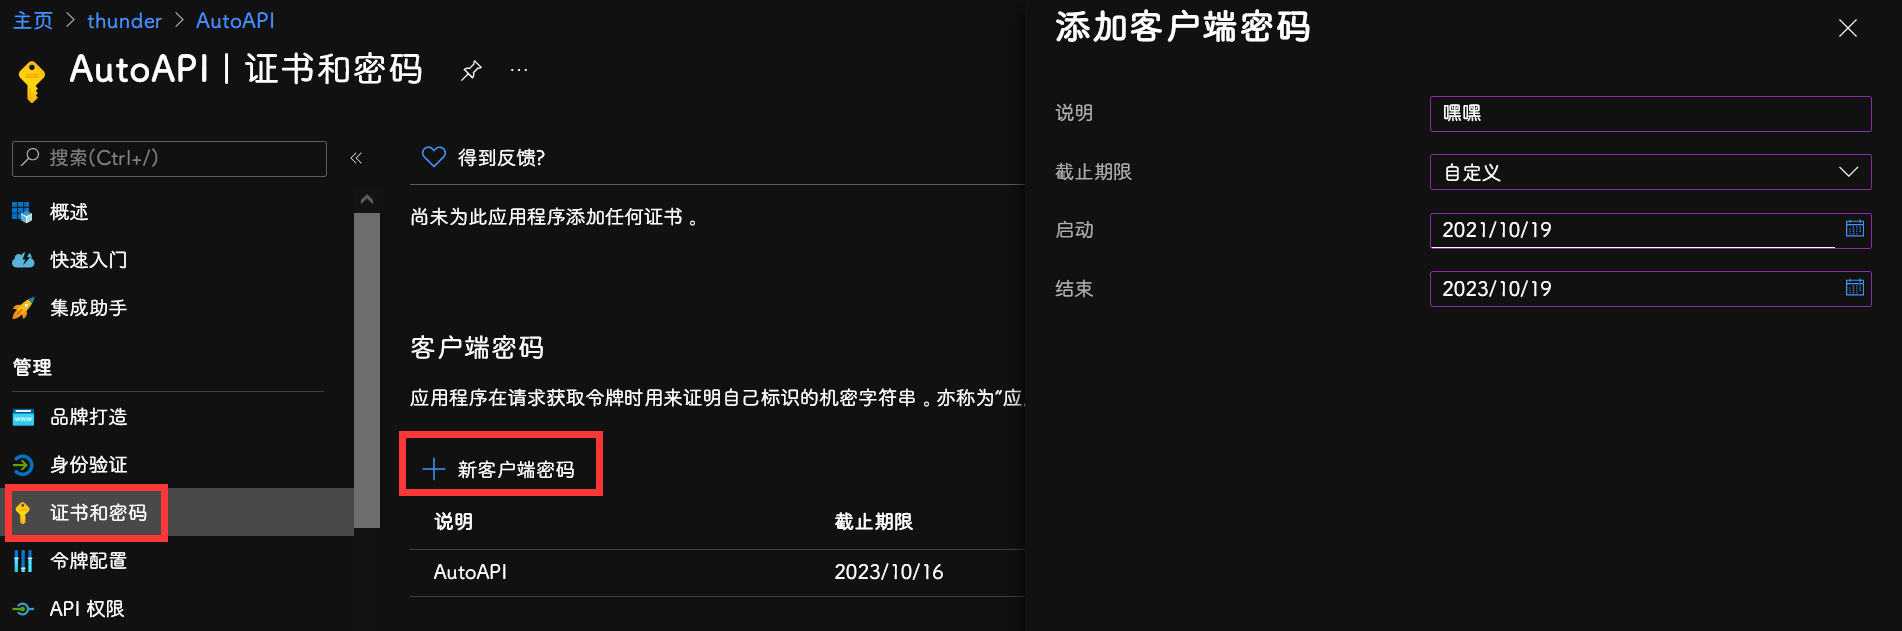 主页 > thunder > AutoAPI
AutoAPI | 证书和密码
搜索(Ctrl+/)
概述
快速入门
集成助手
管理
品牌打造
身份验证
证书和密码
令牌配置
API 权限
得到反馈?
尚未为此应用程序添加任何证书。
客户端密码
应用程序在请求获取令牌时用来证明自己标识的机密字符串。亦称为“应
新客户端密码
说明 截止期限
AutoAPI 2023/10/16
添加客户端密码
说明 嘿嘿
截止期限 自定义
启动 2021/10/19
结束 2023/10/19